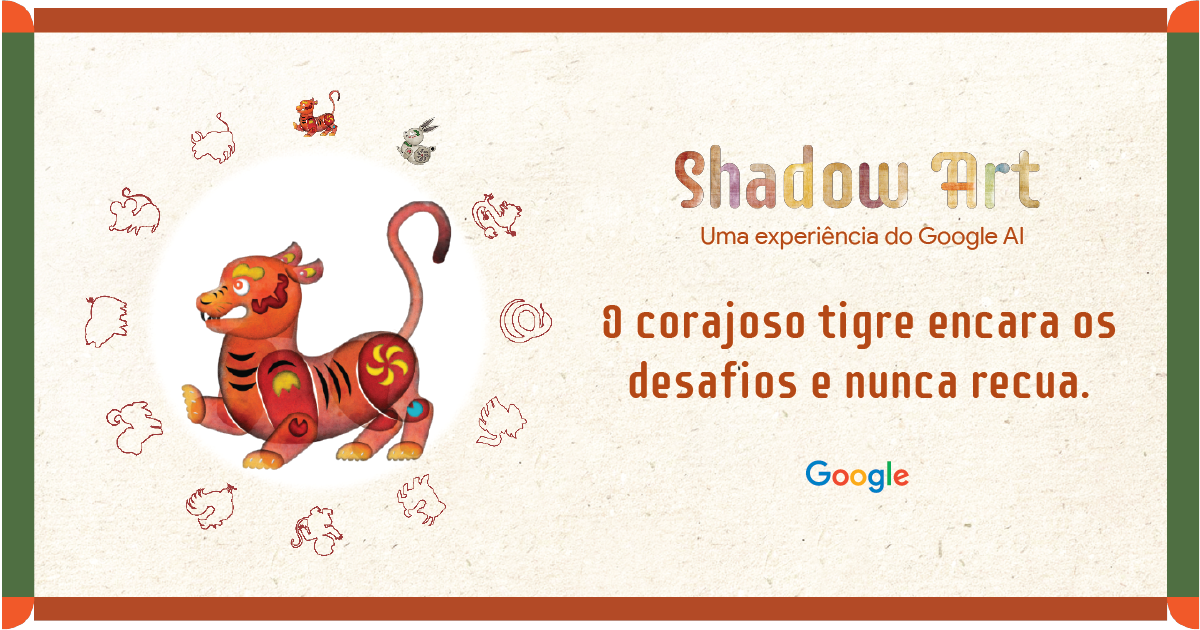 Shadow Art
Uma experiência do Google AI
O corajoso tigre encara os
desafios e nunca recua.
Google